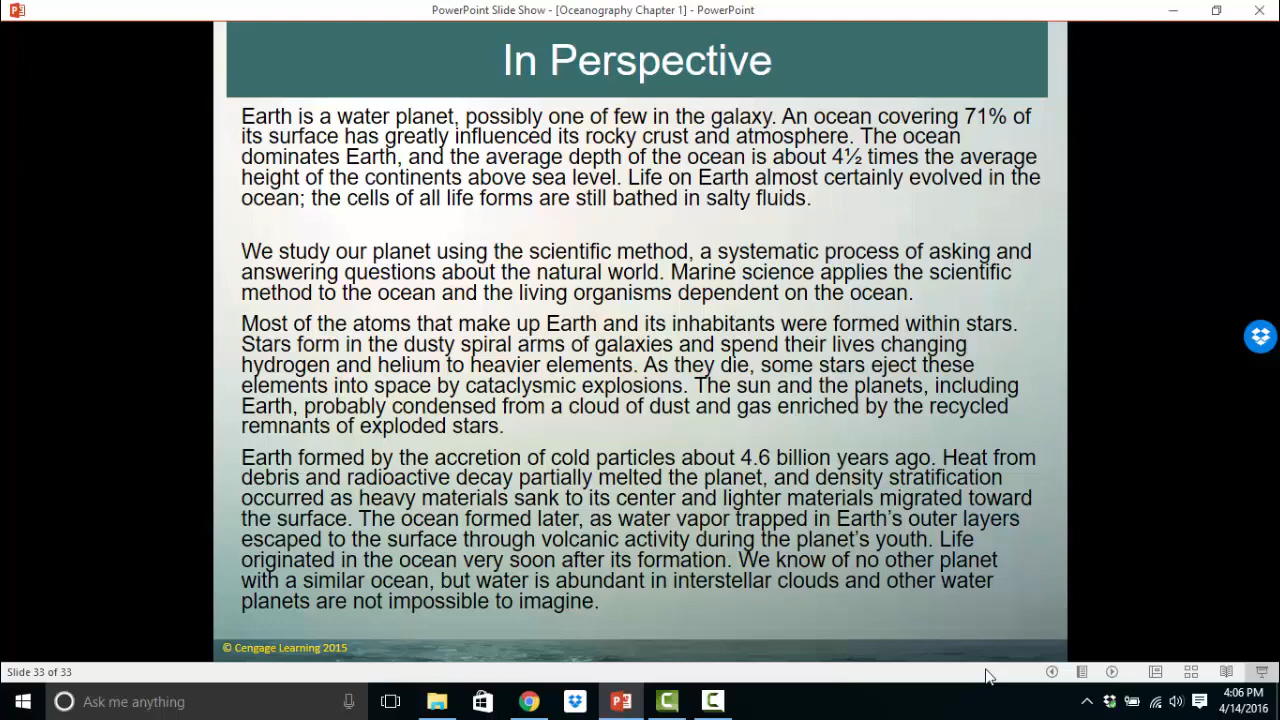 PowerPoint Slide Show - [Oceanography Chapter 1] - PowerPoint
In Perspective
Earth is a water planet, possibly one of few in the galaxy. An ocean covering 71% of
its surface has greatly influenced its rocky crust and atmosphere. The ocean
dominates Earth, and the average depth of the ocean is about 4½ times the average
height of the continents above sea level. Life on Earth almost certainly evolved in the
ocean; the cells of all life forms are still bathed in salty fluids.
We study our planet using the scientific method, a systematic process of asking and
answering questions about the natural world. Marine science applies the scientific
method to the ocean and the living organisms dependent on the ocean.
Most of the atoms that make up Earth and its inhabitants were formed within stars.
Stars form in the dusty spiral arms of galaxies and spend their lives changing
hydrogen and helium to heavier elements. As they die, some stars eject these
elements into space by cataclysmic explosions. The sun and the planets, including
Earth, probably condensed from a cloud of dust and gas enriched by the recycled
remnants of exploded stars.
Earth formed by the accretion of cold particles about 4.6 billion years ago. Heat from
debris and radioactive decay partially melted the planet, and density stratification
occurred as heavy materials sank to its center and lighter materials migrated toward
the surface. The ocean formed later, as water vapor trapped in Earth's outer layers
escaped to the surface through volcanic activity during the planet's youth. Life
originated in the ocean very soon after its formation. We know of no other planet
with a similar ocean, but water is abundant in interstellar clouds and other water
planets are not impossible to imagine.
© Cengage Learning 2015
Slide 33 of 33
Ask me anything
4:06 PM
4/14/2016